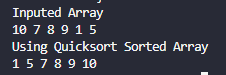 Inputed Array
10 7 8 9 1 5
Using Quicksort Sorted Array
1 5 7 8 9 10